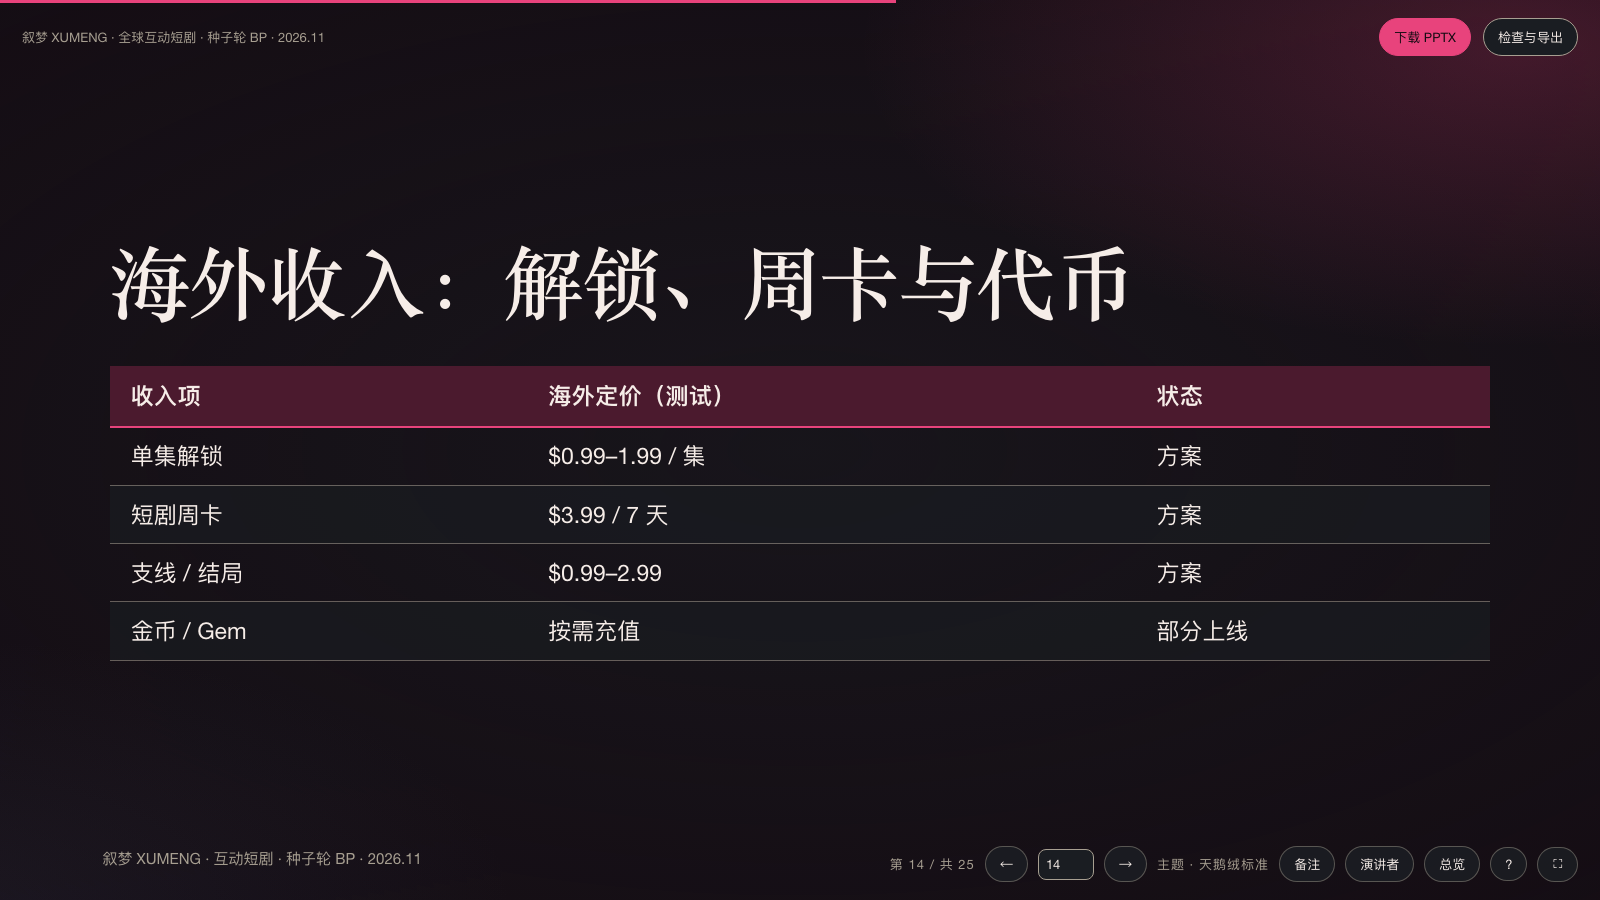 叙梦 XUMENG · 全球互动短剧 · 种子轮 BP · 2026.11
下载 PPTX
检查与导出
海外收入：解锁、周卡与代币
收入项 海外定价（测试） 状态
单集解锁 $0.99–1.99 / 集 方案
短剧周卡 $3.99 / 7 天 方案
支线 / 结局 $0.99–2.99 方案
金币 / Gem 按需充值 部分上线
叙梦 XUMENG · 互动短剧 · 种子轮 BP · 2026.11
第 14 / 共 25 ← 14 → 主题 · 天鹅绒标准 备注 演讲者 总览 ?